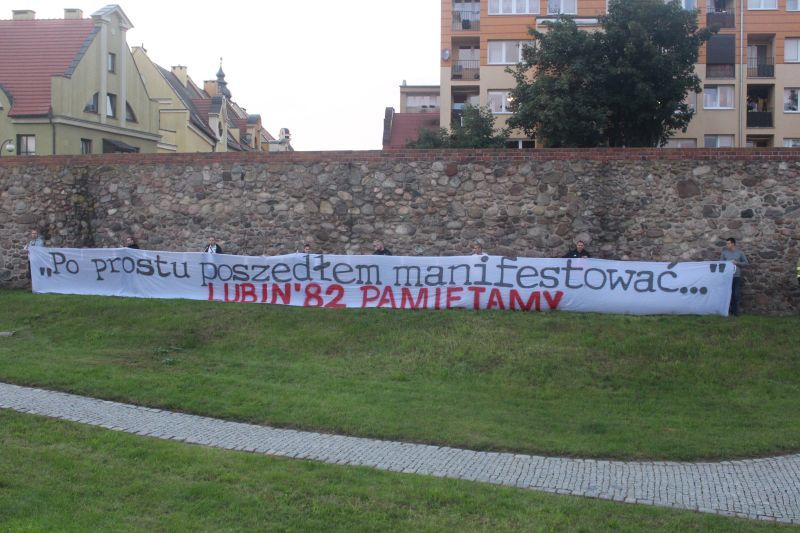 „Po prostu poszedłem manifestować..."
LUBIN'82 PAMIĘTAMY